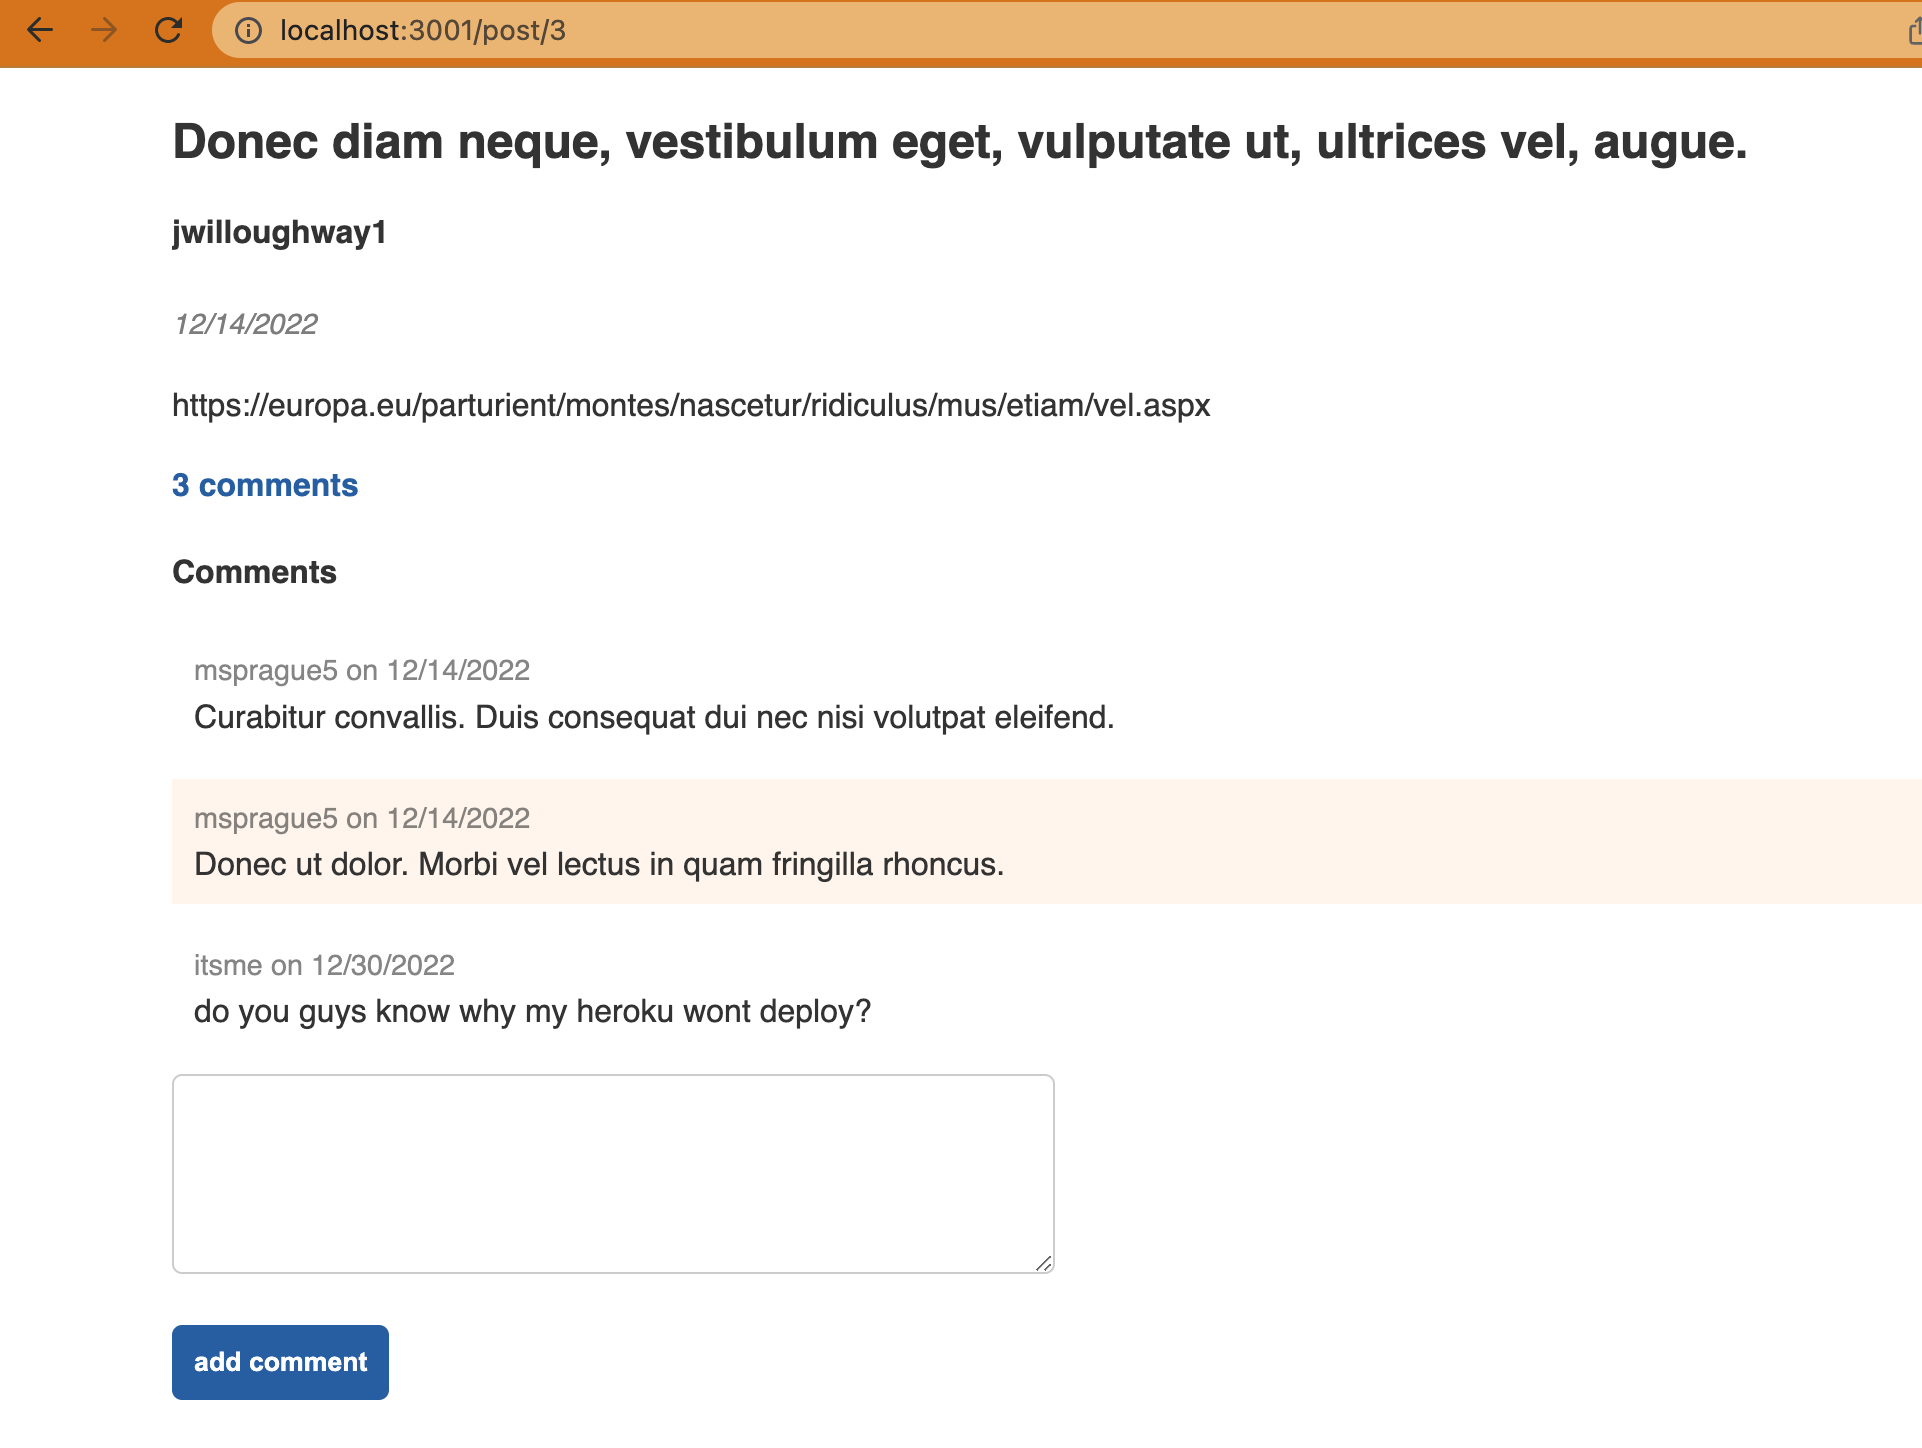 localhost:3001/post/3
Donec diam neque, vestibulum eget, vulputate ut, ultrices vel, augue.
jwilloughway1
12/14/2022
https://europa.eu/parturient/montes/nascetur/ridiculus/mus/etiam/vel.aspx
3 comments
Comments
msprague5 on 12/14/2022
Curabitur convallis. Duis consequat dui nec nisi volutpat eleifend.
msprague5 on 12/14/2022
Donec ut dolor. Morbi vel lectus in quam fringilla rhoncus.
itsme on 12/30/2022
do you guys know why my heroku wont deploy?
add comment